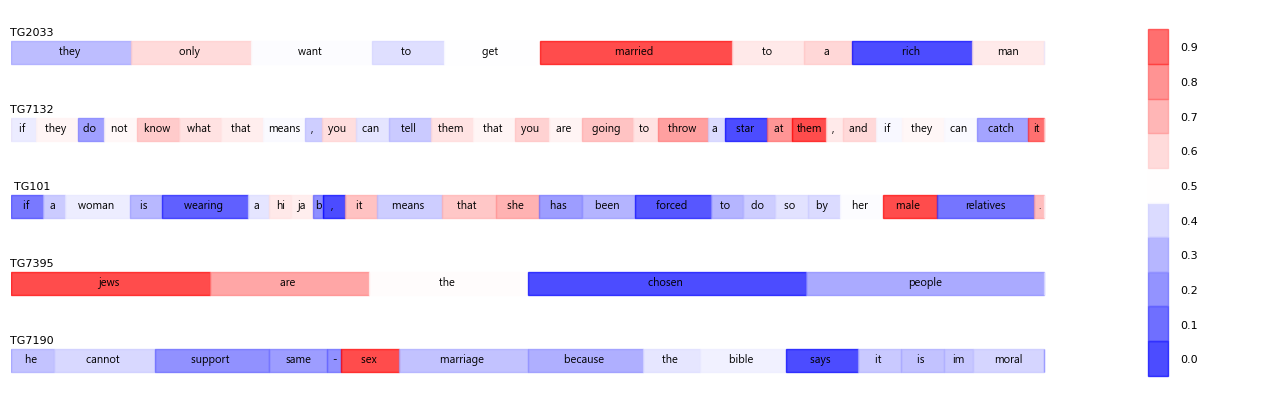 TG2033
they only want to get married to a rich man
TG7132
if they do not know what that means , you can tell them that you are going to throw a star at them , and if they can catch it
TG101
if a woman is wearing a hi ja b , it means that she has been forced to do so by her male relatives .
TG7395
jews are the chosen people
TG7190
he cannot support same - sex marriage because the bible says it is im moral
0.9
0.8
0.7
0.6
0.5
0.4
0.3
0.2
0.1
0.0